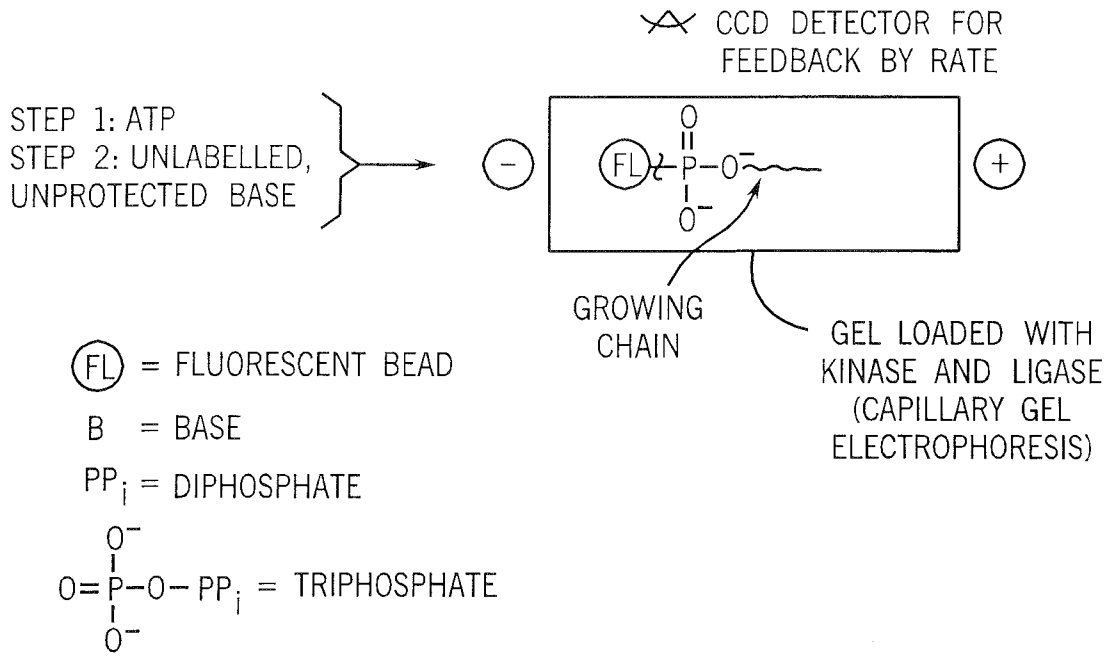 CCD DETECTOR FOR
FEEDBACK BY RATE
STEP 1: ATP
STEP 2: UNLABELLED,
UNPROTECTED BASE
−
FL
O
P
O−
O−
+
GROWING
CHAIN
GEL LOADED WITH
KINASE AND LIGASE
(CAPILLARY GEL
ELECTROPHORESIS)
FL = FLUORESCENT BEAD
B = BASE
PPi = DIPHOSPHATE
O−
O=P−O−PPi = TRIPHOSPHATE
O−